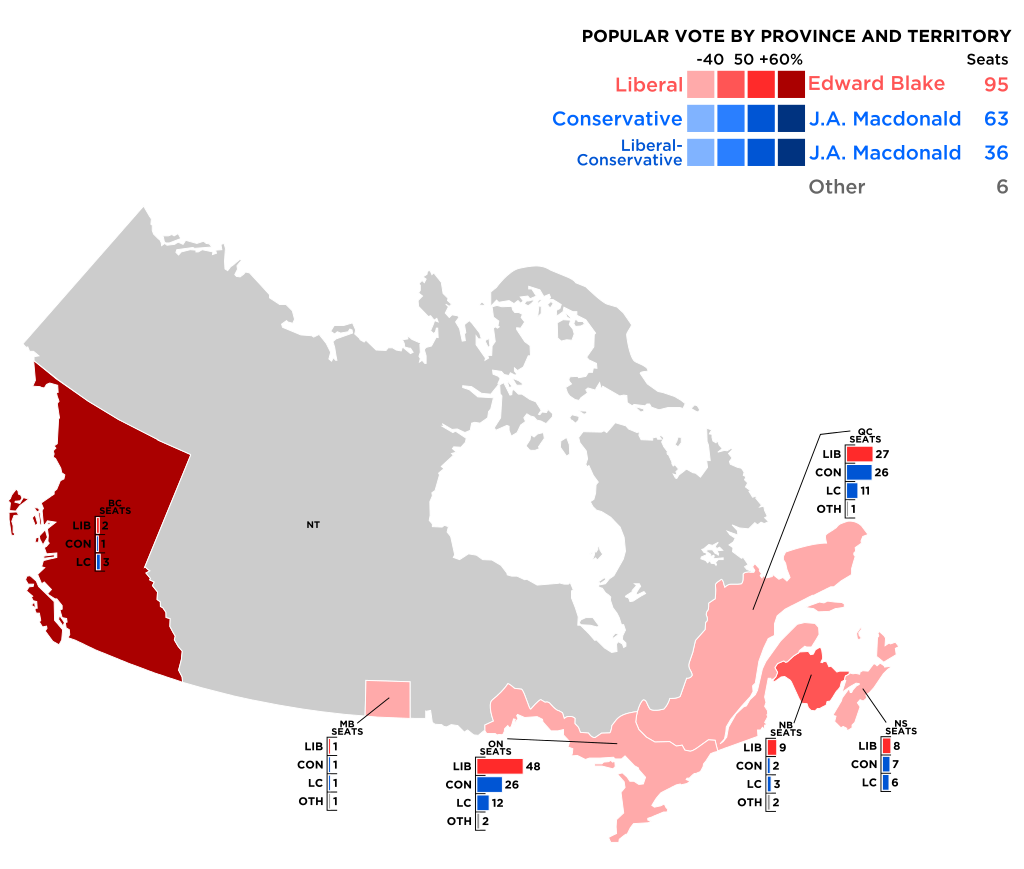 POPULAR VOTE BY PROVINCE AND TERRITORY
-40 50 +60% Seats
Liberal Edward Blake 95
Conservative J.A. Macdonald 63
Liberal-
Conservative J.A. Macdonald 36
Other 6
QC
SEATS
LIB 27
CON 26
LC 11
OTH 1
BC
SEATS
LIB 2
CON 1
LC 3
NT
MB
SEATS
LIB 1
CON 1
LC 1
OTH 1
ON
SEATS
LIB 48
CON 26
LC 12
OTH 2
NB
SEATS
LIB 9
CON 2
LC 3
OTH 2
NS
SEATS
LIB 8
CON 7
LC 6